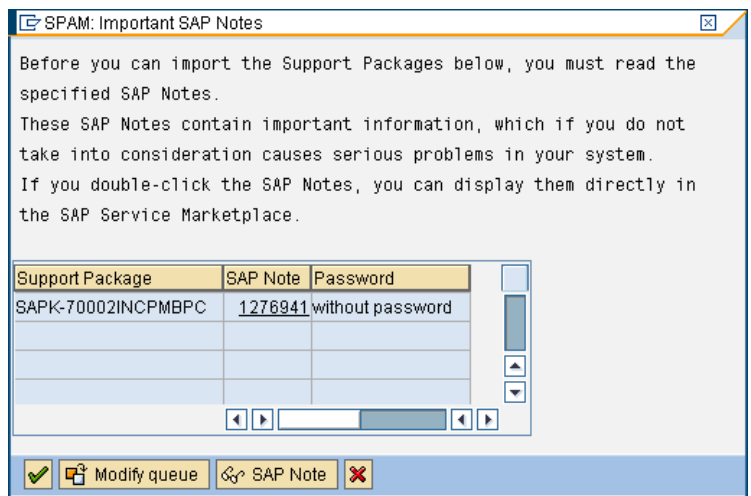 SPAM: Important SAP Notes
Before you can import the Support Packages below, you must read the
specified SAP Notes.
These SAP Notes contain important information, which if you do not
take into consideration causes serious problems in your system.
If you double-click the SAP Notes, you can display them directly in
the SAP Service Marketplace.
Support Package SAP Note Password
SAPK-70002INCPMBPC 1276941 without password
Modify queue SAP Note